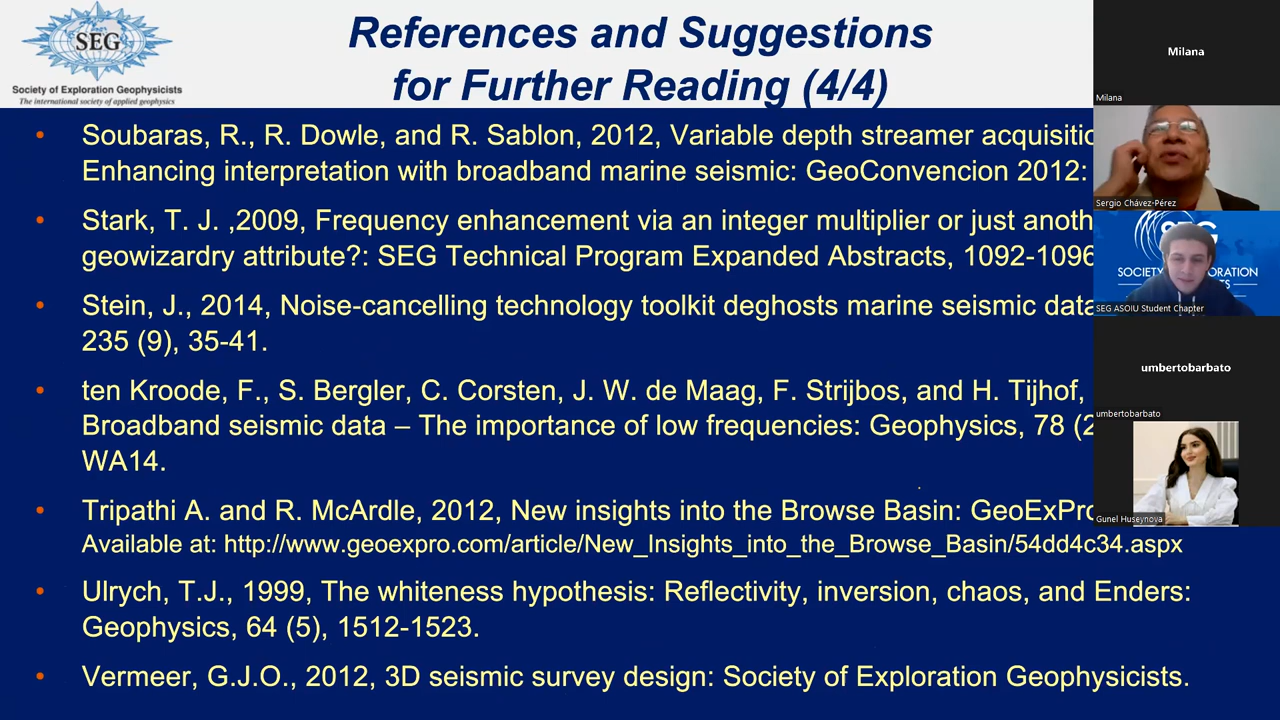 SEG
Society of Exploration Geophysicists
The international society of applied geophysics
References and Suggestions
for Further Reading (4/4)
• Soubaras, R., R. Dowle, and R. Sablon, 2012, Variable depth streamer
Enhancing interpretation with broadband marine seismic: GeoConvencion 2012:
• Stark, T. J. ,2009, Frequency enhancement via an integer multiplier or just
geowizardry attribute?: SEG Technical Program Expanded Abstracts, 1092-1096
• Stein, J., 2014, Noise-cancelling technology toolkit deghosts marine seismic data
235 (9), 35-41.
• ten Kroode, F., S. Bergler, C. Corsten, J. W. de Maag, F. Strijbos, and H. Tijhof,
Broadband seismic data – The importance of low frequencies: Geophysics, 78
WA14.
• Tripathi A. and R. McArdle, 2012, New insights into the Browse Basin: GeoExPro
Available at: http://www.geoexpro.com/article/New_Insights_into_the_Browse_Basin/54dd4c34.aspx
• Ulrych, T.J., 1999, The whiteness hypothesis: Reflectivity, inversion, chaos, and Enders:
Geophysics, 64 (5), 1512-1523.
• Vermeer, G.J.O., 2012, 3D seismic survey design: Society of Exploration Geophysicists.
Milana
Milana
Sergio Chávez-Pérez
SEG ASOIU Student Chapter
umbertobarbato
umbertobarbato
Gunel Huseynova